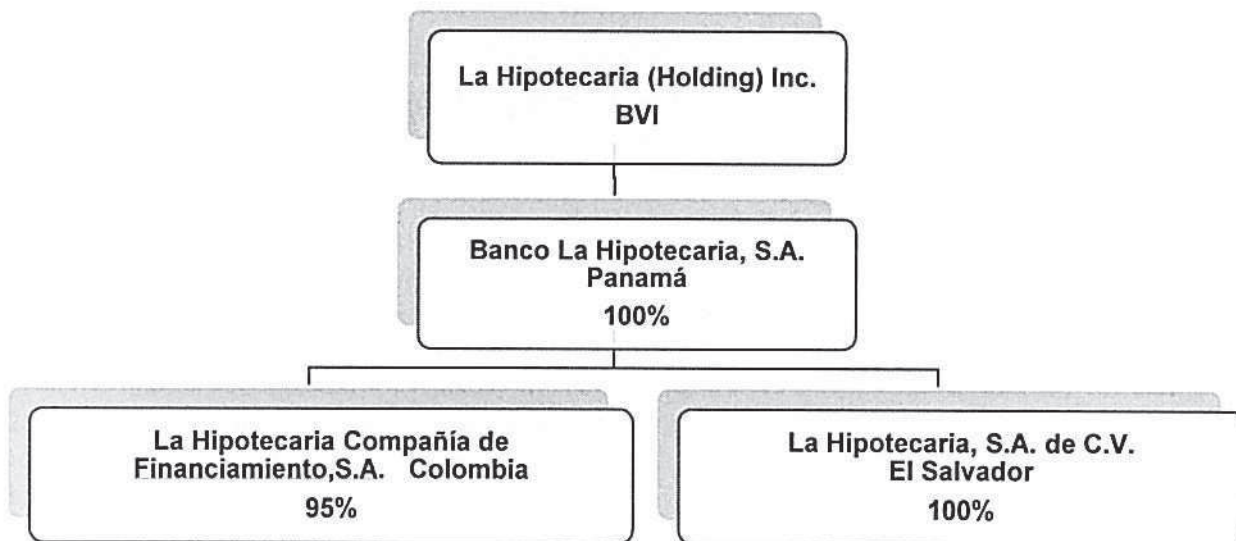 La Hipotecaria (Holding) Inc.
BVI
Banco La Hipotecaria, S.A.
Panamá
100%
La Hipotecaria Compañía de
Financiamiento,S.A. Colombia
95%
La Hipotecaria, S.A. de C.V.
El Salvador
100%